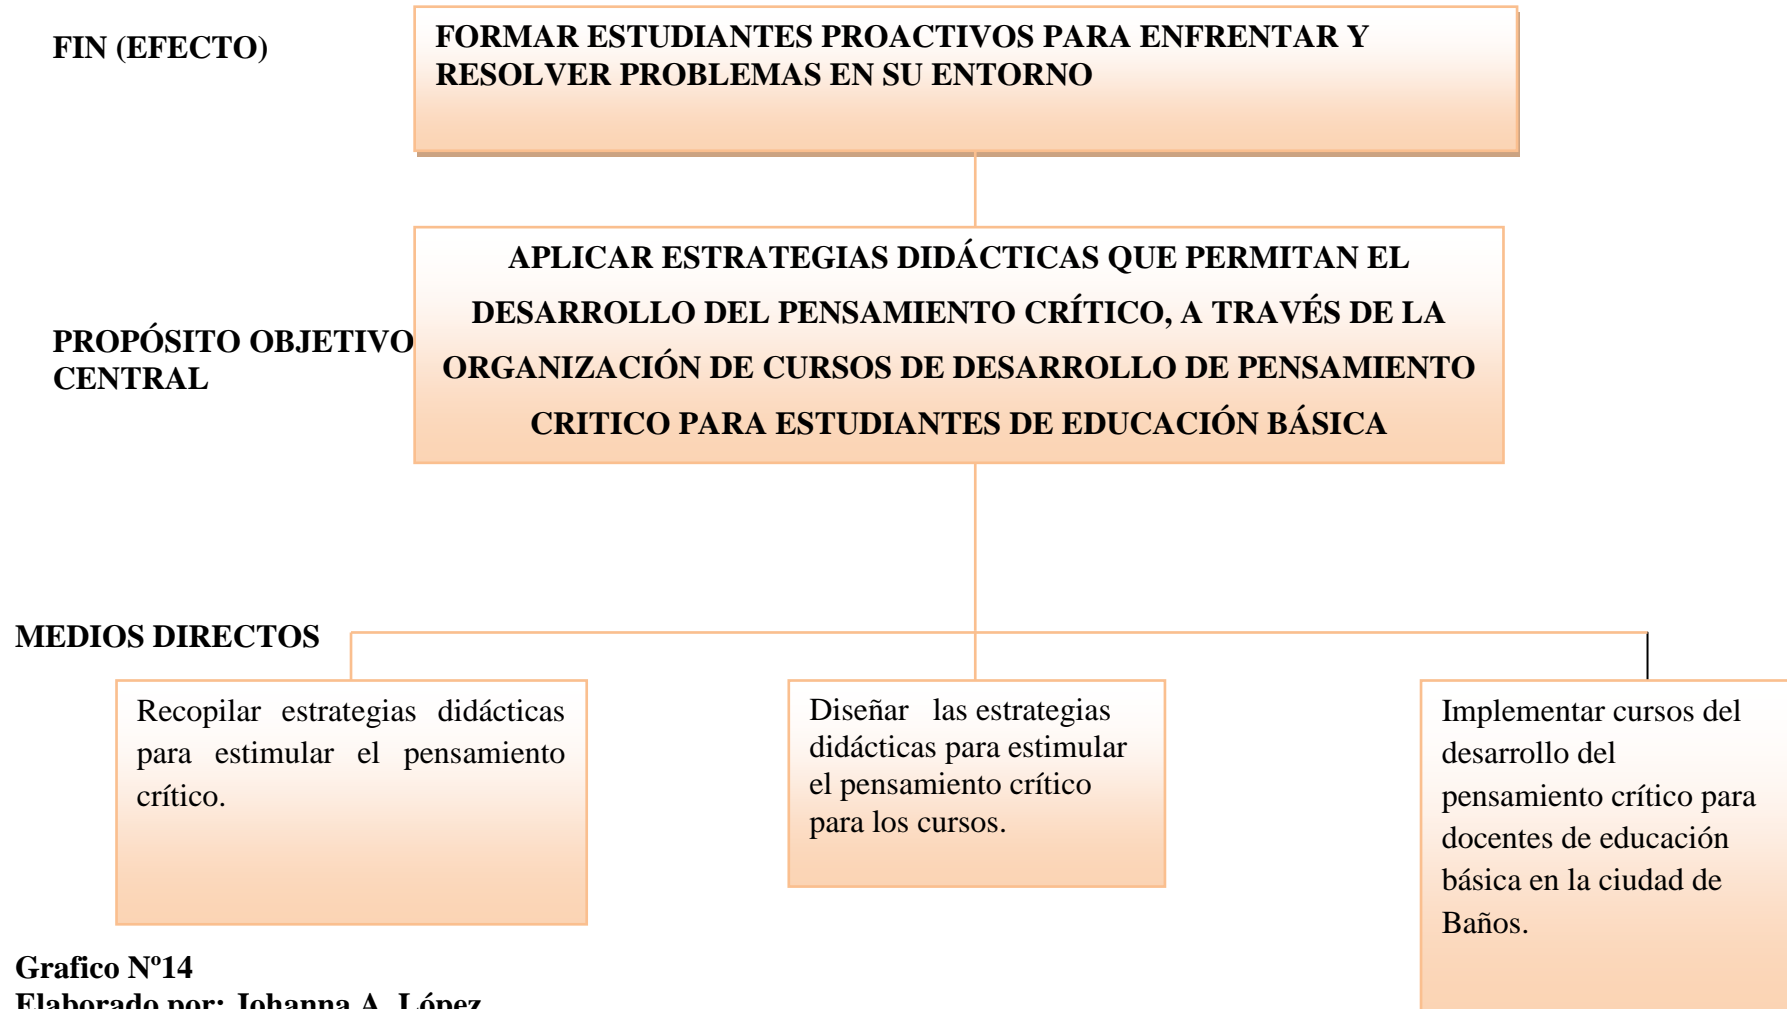 FIN (EFECTO)
FORMAR ESTUDIANTES PROACTIVOS PARA ENFRENTAR Y
RESOLVER PROBLEMAS EN SU ENTORNO
APLICAR ESTRATEGIAS DIDÁCTICAS QUE PERMITAN EL
DESARROLLO DEL PENSAMIENTO CRÍTICO, A TRAVÉS DE LA
ORGANIZACIÓN DE CURSOS DE DESARROLLO DE PENSAMIENTO
CRITICO PARA ESTUDIANTES DE EDUCACIÓN BÁSICA
PROPÓSITO OBJETIVO
CENTRAL
MEDIOS DIRECTOS
Recopilar estrategias didácticas
para estimular el pensamiento
crítico.
Diseñar las estrategias
didácticas para estimular
el pensamiento crítico
para los cursos.
Implementar cursos del
desarrollo del
pensamiento crítico para
docentes de educación
básica en la ciudad de
Baños.
Grafico Nº14
Elaborado por: Johanna A. López